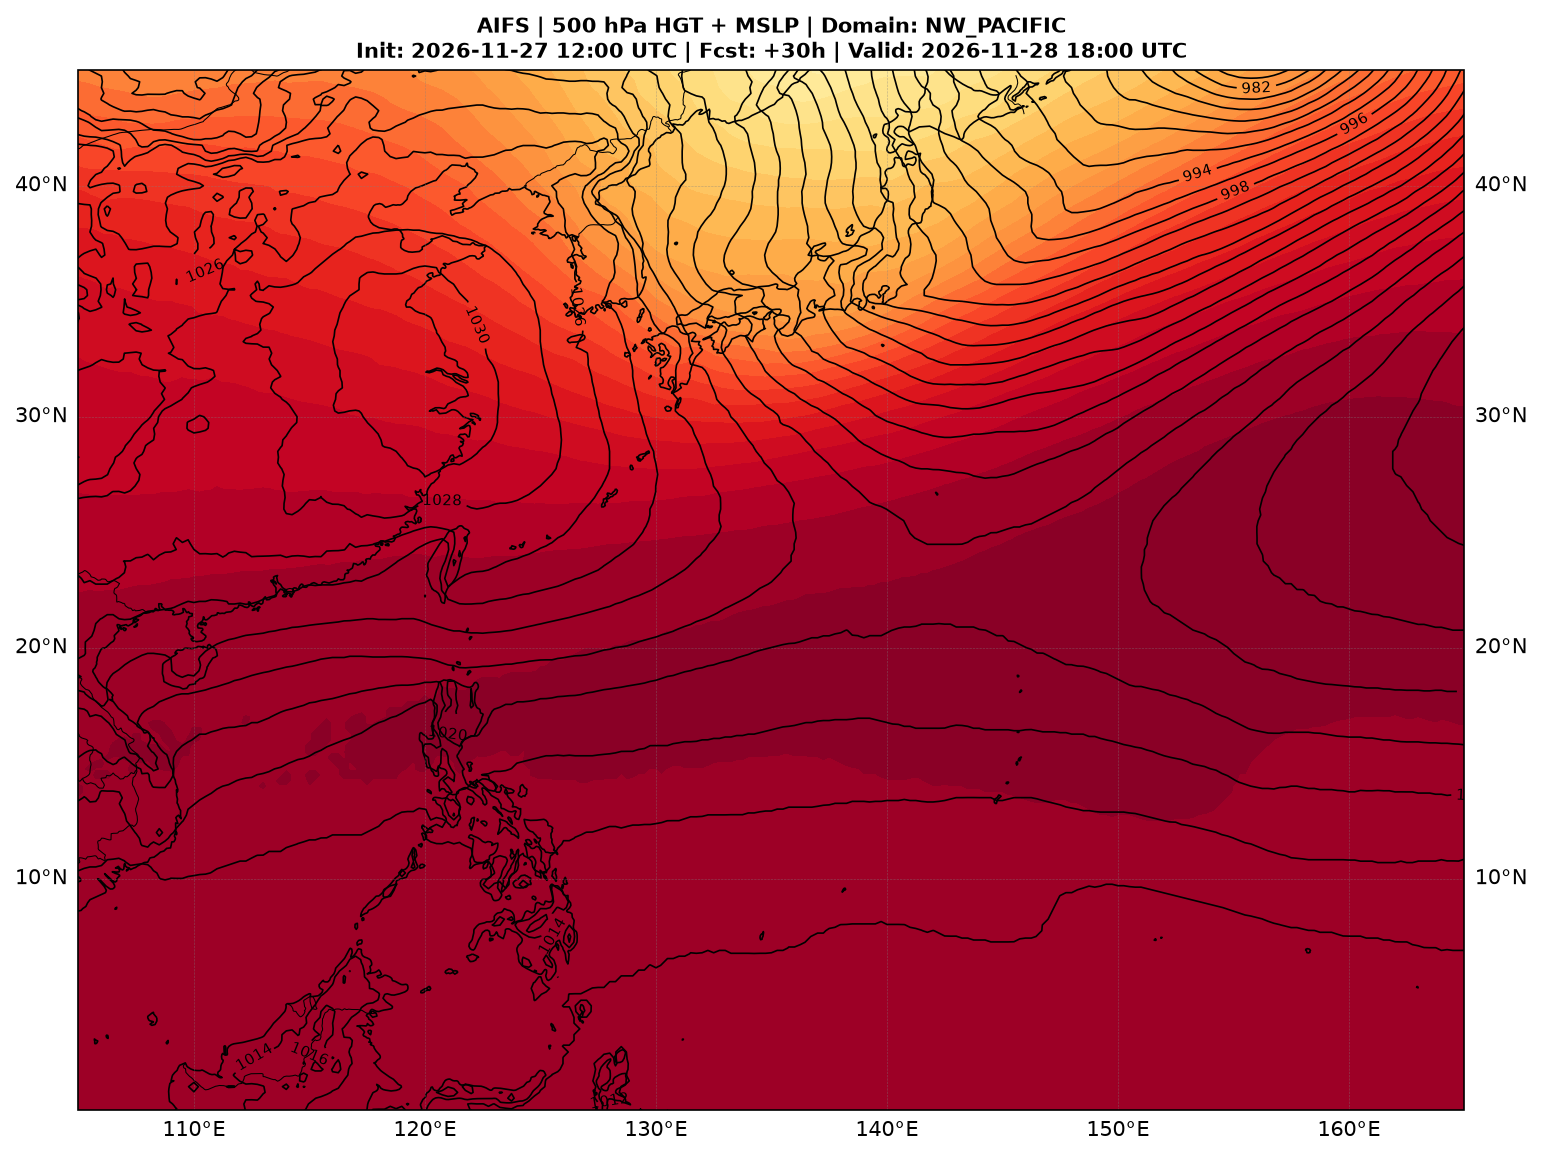 AIFS | 500 hPa HGT + MSLP | Domain: NW_PACIFIC
Init: 2026-11-27 12:00 UTC | Fcst: +30h | Valid: 2026-11-28 18:00 UTC
982
996
994
998
40°N
40°N
1026
1030
30°N
30°N
1028
20°N
20°N
10°N
10°N
1014
1014
1016
110°E
120°E
130°E
140°E
150°E
160°E